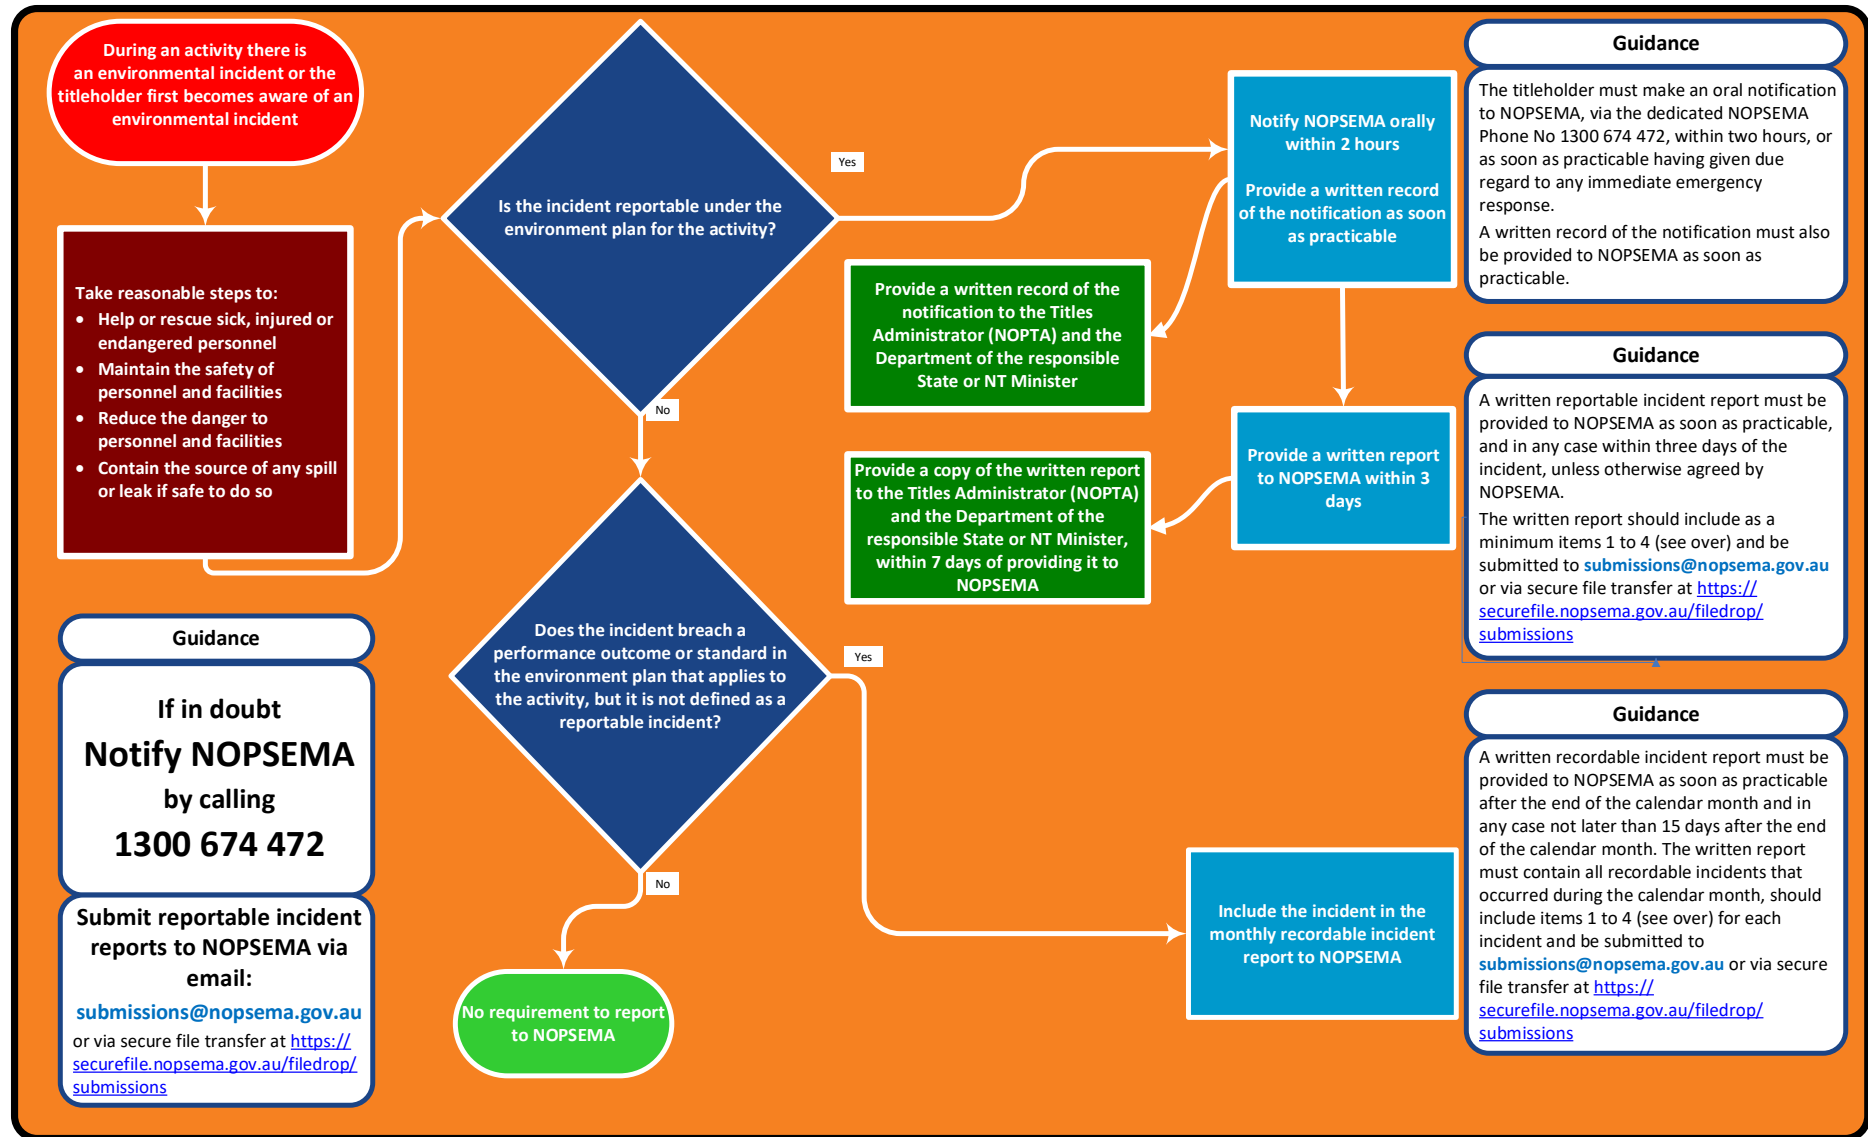 During an activity there is
an environmental incident or the
titleholder first becomes aware of an
environmental incident
Take reasonable steps to:
• Help or rescue sick, injured or
endangered personnel
• Maintain the safety of
personnel and facilities
• Reduce the danger to
personnel and facilities
• Contain the source of any spill
or leak if safe to do so
Is the incident reportable under the
environment plan for the activity?
Yes
No
Notify NOPSEMA orally
within 2 hours
Provide a written record
of the notification as soon
as practicable
Provide a written record of the
notification to the Titles
Administrator (NOPTA) and the
Department of the responsible
State or NT Minister
Provide a written report
to NOPSEMA within 3
days
Provide a copy of the written report
to the Titles Administrator (NOPTA)
and the Department of the
responsible State or NT Minister,
within 7 days of providing it to
NOPSEMA
Does the incident breach a
performance outcome or standard in
the environment plan that applies to
the activity, but it is not defined as a
reportable incident?
Yes
No
Include the incident in the
monthly recordable incident
report to NOPSEMA
No requirement to report
to NOPSEMA
Guidance
If in doubt
Notify NOPSEMA
by calling
1300 674 472
Submit reportable incident
reports to NOPSEMA via
email:
submissions@nopsema.gov.au
or via secure file transfer at https://
securefile.nopsema.gov.au/filedrop/
submissions
Guidance
The titleholder must make an oral notification
to NOPSEMA, via the dedicated NOPSEMA
Phone No 1300 674 472, within two hours, or
as soon as practicable having given due
regard to any immediate emergency
response.
A written record of the notification must also
be provided to NOPSEMA as soon as
practicable.
Guidance
A written reportable incident report must be
provided to NOPSEMA as soon as practicable,
and in any case within three days of the
incident, unless otherwise agreed by
NOPSEMA.
The written report should include as a
minimum items 1 to 4 (see over) and be
submitted to submissions@nopsema.gov.au
or via secure file transfer at https://
securefile.nopsema.gov.au/filedrop/
submissions
Guidance
A written recordable incident report must be
provided to NOPSEMA as soon as practicable
after the end of the calendar month and in
any case not later than 15 days after the end
of the calendar month. The written report
must contain all recordable incidents that
occurred during the calendar month, should
include items 1 to 4 (see over) for each
incident and be submitted to
submissions@nopsema.gov.au or via secure
file transfer at https://
securefile.nopsema.gov.au/filedrop/
submissions